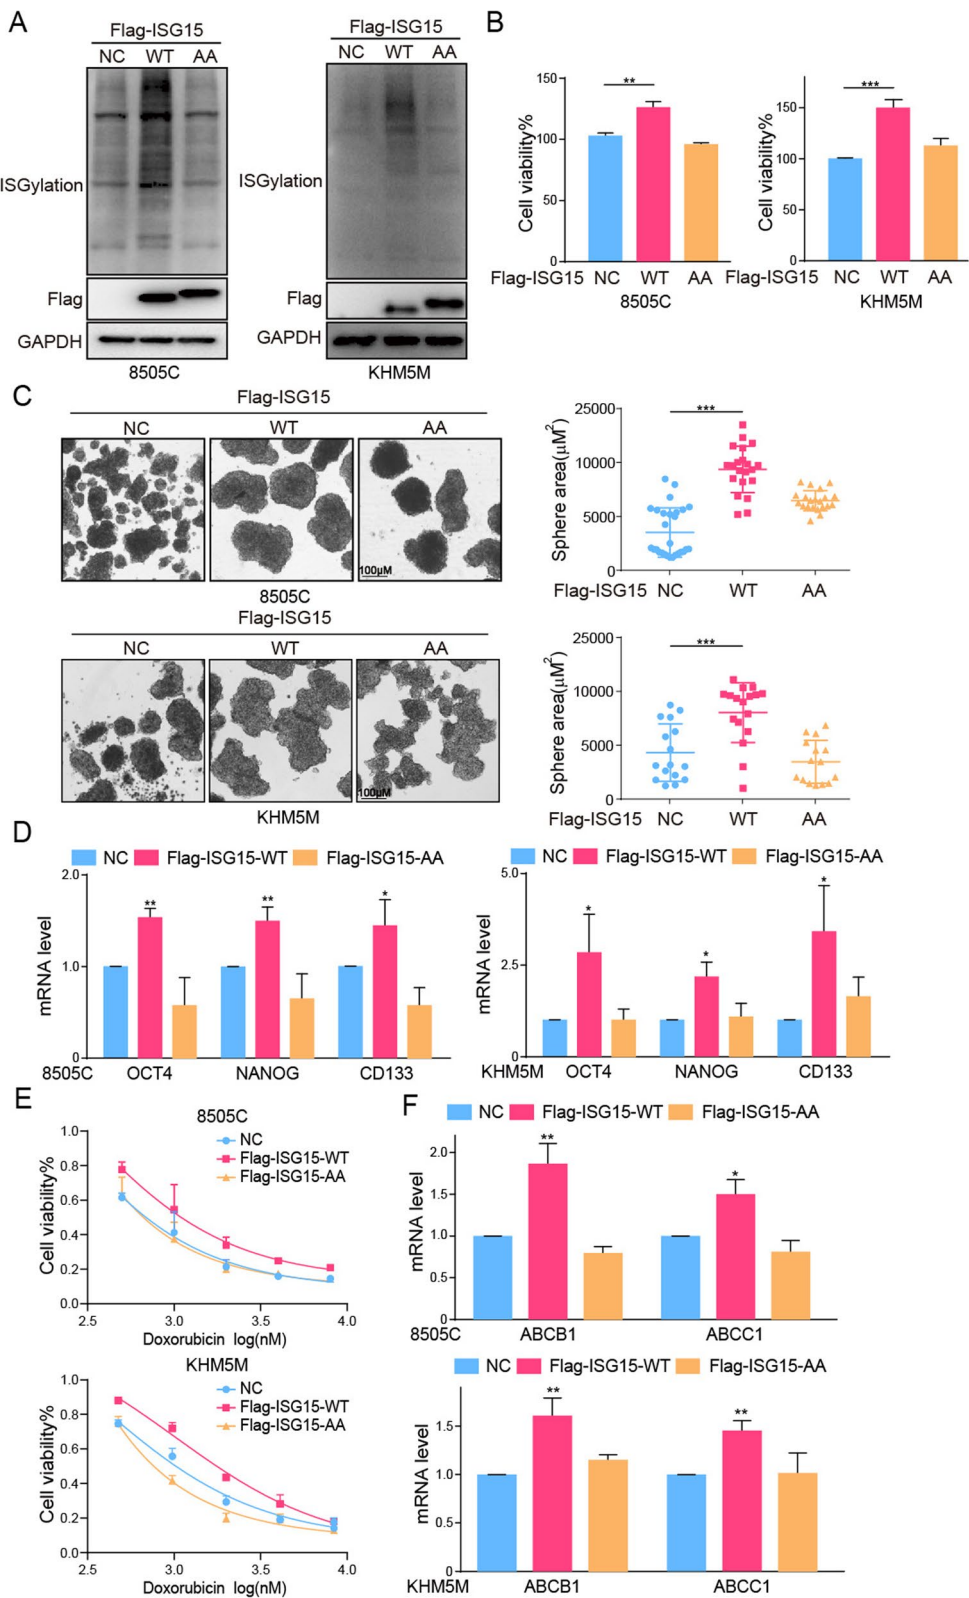 A
Flag-ISG15
NC WT AA
ISGylation
Flag
GAPDH
8505C
Flag-ISG15
NC WT AA
ISGylation
Flag
GAPDH
KHM5M
B
Cell viability%
150
100
50
0
Flag-ISG15 NC WT AA
8505C
**
Cell viability%
150
100
50
0
Flag-ISG15 NC WT AA
KHM5M
***
C
Flag-ISG15
NC WT AA
100μM
8505C
Flag-ISG15
NC WT AA
100μM
KHM5M
Sphere area(μM²)
25000
10000
5000
0
***
Flag-ISG15 NC WT AA
Sphere area(μM²)
25000
10000
5000
0
***
Flag-ISG15 NC WT AA
D
NC Flag-ISG15-WT Flag-ISG15-AA
mRNA level
2.0
1.0
0
** ** *
8505C OCT4 NANOG CD133
NC Flag-ISG15-WT Flag-ISG15-AA
mRNA level
5.0
2.5
0
* * *
KHM5M OCT4 NANOG CD133
E
8505C
NC
Flag-ISG15-WT
Flag-ISG15-AA
Cell viability%
1.0
0.8
0.6
0.4
0.2
0.0
2.5 3.0 3.5 4.0
Doxorubicin log(nM)
KHM5M
NC
Flag-ISG15-WT
Flag-ISG15-AA
Cell viability%
1.0
0.8
0.6
0.4
0.2
0.0
2.5 3.0 3.5 4.0
Doxorubicin log(nM)
F
NC Flag-ISG15-WT Flag-ISG15-AA
mRNA level
2.0
1.5
1.0
0.5
0
** *
8505C ABCB1 ABCC1
NC Flag-ISG15-WT Flag-ISG15-AA
mRNA level
1.5
1.0
0.5
0
** **
KHM5M ABCB1 ABCC1